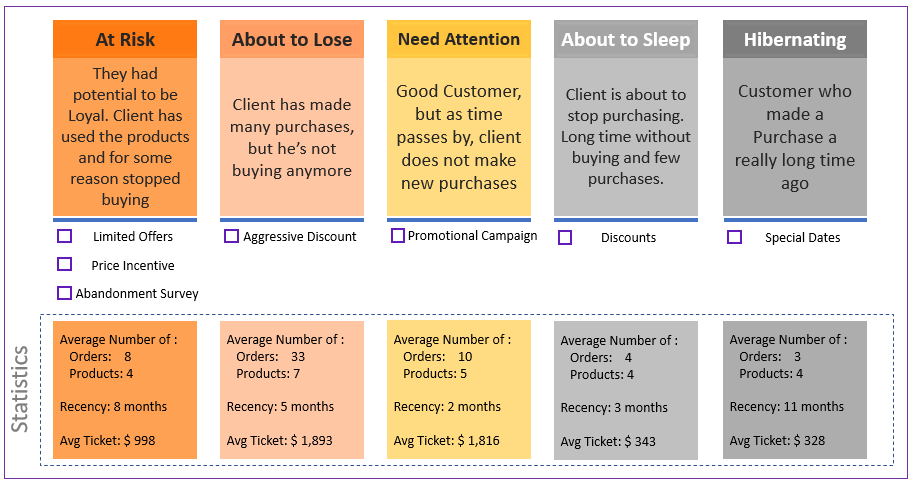 At Risk
They had
potential to be
Loyal. Client has
used the products
and for some
reason stopped
buying
Limited Offers
Price Incentive
Abandonment Survey
About to Lose
Client has made
many purchases,
but he's not
buying anymore
Aggressive Discount
Need Attention
Good Customer,
but as time
passes by, client
does not make
new purchases
Promotional Campaign
About to Sleep
Client is about to
stop purchasing.
Long time without
buying and few
purchases.
Discounts
Hibernating
Customer who
made a
Purchase a
really long time
ago
Special Dates
Statistics
Average Number of :
Orders: 8
Products: 4
Recency: 8 months
Avg Ticket: $ 998
Average Number of :
Orders: 33
Products: 7
Recency: 5 months
Avg Ticket: $ 1,893
Average Number of :
Orders: 10
Products: 5
Recency: 2 months
Avg Ticket: $ 1,816
Average Number of :
Orders: 4
Products: 4
Recency: 3 months
Avg Ticket: $ 343
Average Number of :
Orders: 3
Products: 4
Recency: 11 months
Avg Ticket: $ 328